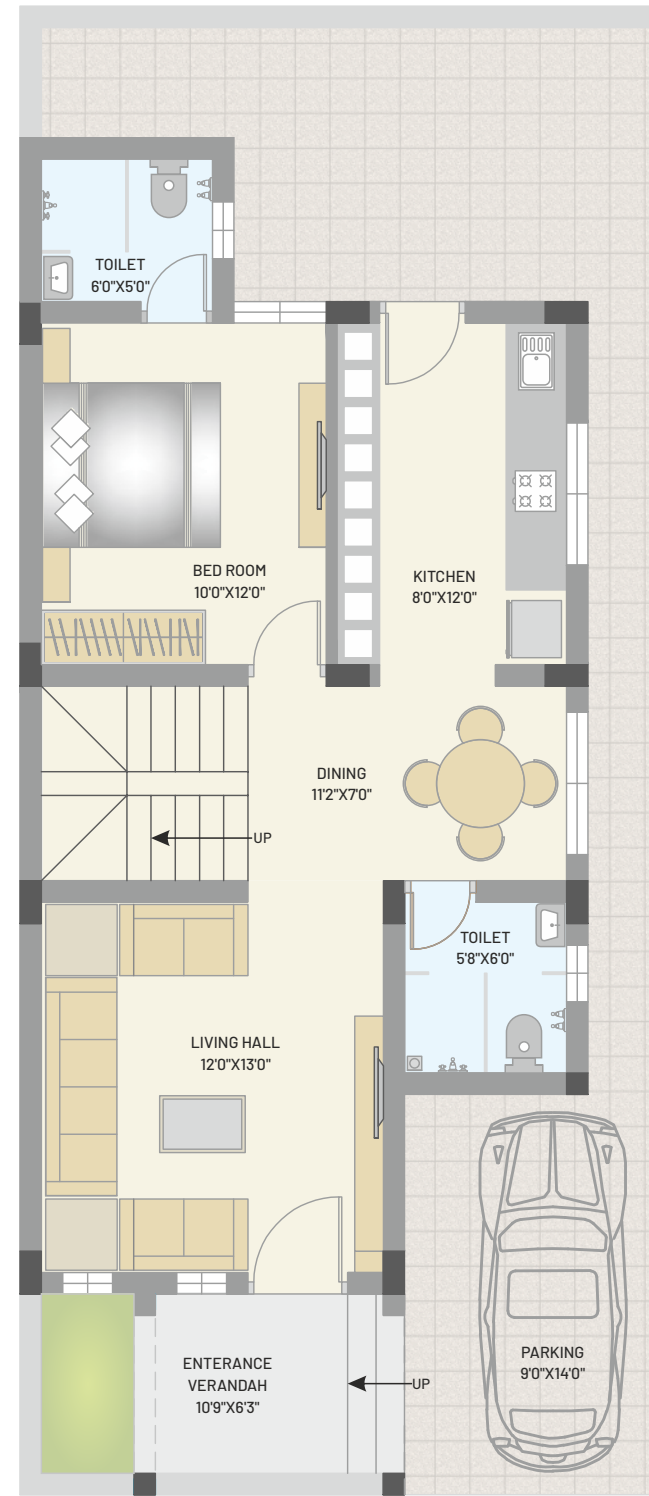 TOILET
6'0"X5'0"
BED ROOM
10'0"X12'0"
KITCHEN
8'0"X12'0"
DINING
11'2"X7'0"
UP
TOILET
5'8"X6'0"
LIVING HALL
12'0"X13'0"
ENTERANCE
VERANDAH
10'9"X6'3"
UP
PARKING
9'0"X14'0"